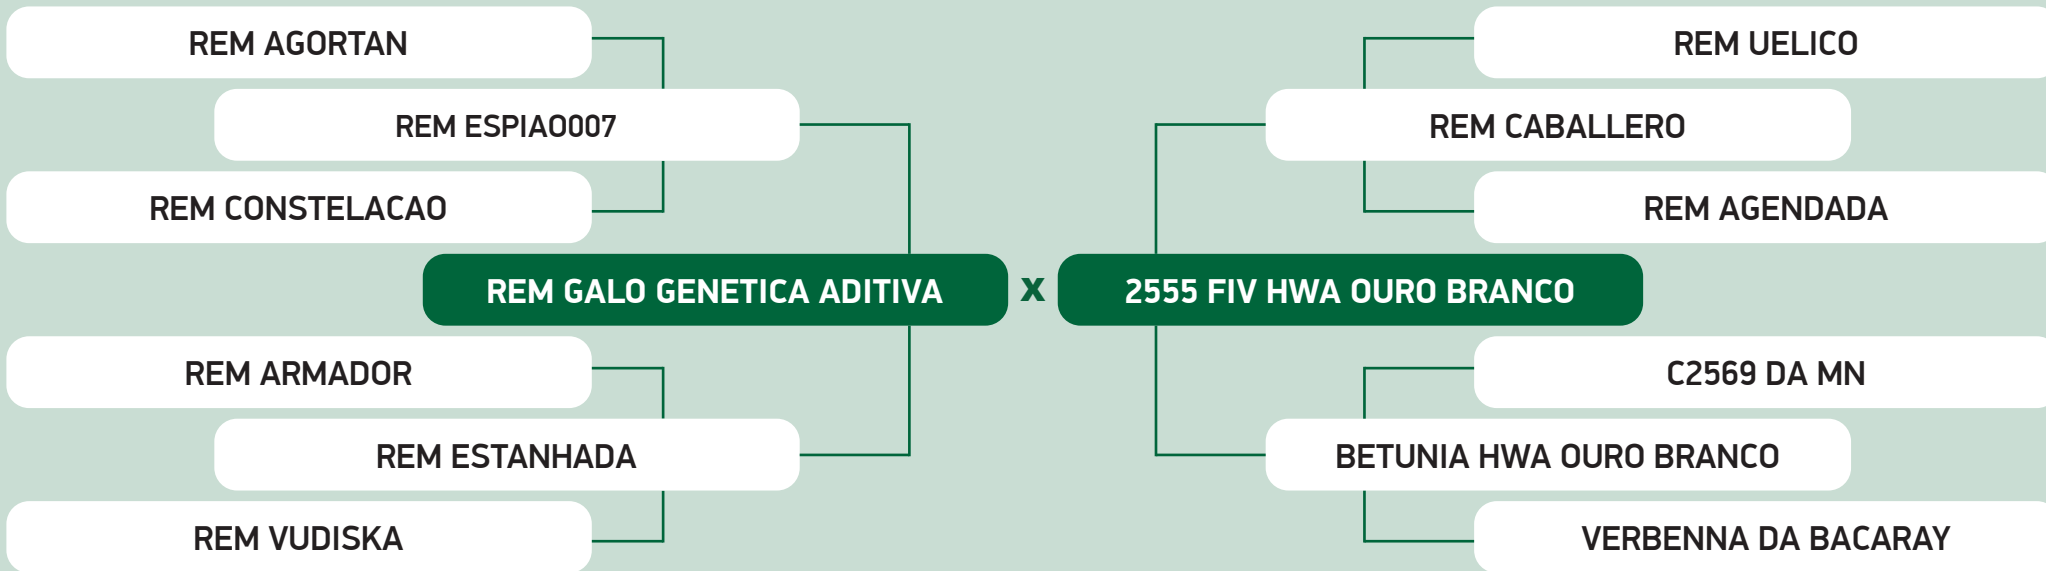 REM AGORTAN
REM UELICO
REM ESPIAO007
REM CABALLERO
REM CONSTELACAO
REM AGENDADA
REM GALO GENETICA ADITIVA x 2555 FIV HWA OURO BRANCO
REM ARMADOR
C2569 DA MN
REM ESTANHADA
BETUNIA HWA OURO BRANCO
REM VUDISKA
VERBENNA DA BACARAY